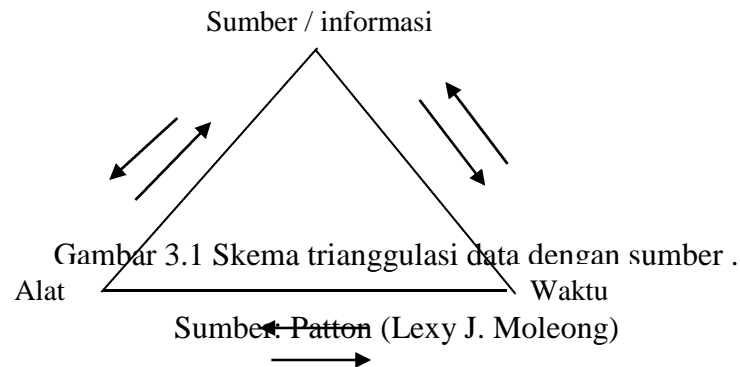 Sumber / informasi
Gambar 3.1 Skema trianggulasi data dengan sumber .
Alat
Waktu
Sumber: Patton (Lexy J. Moleong)